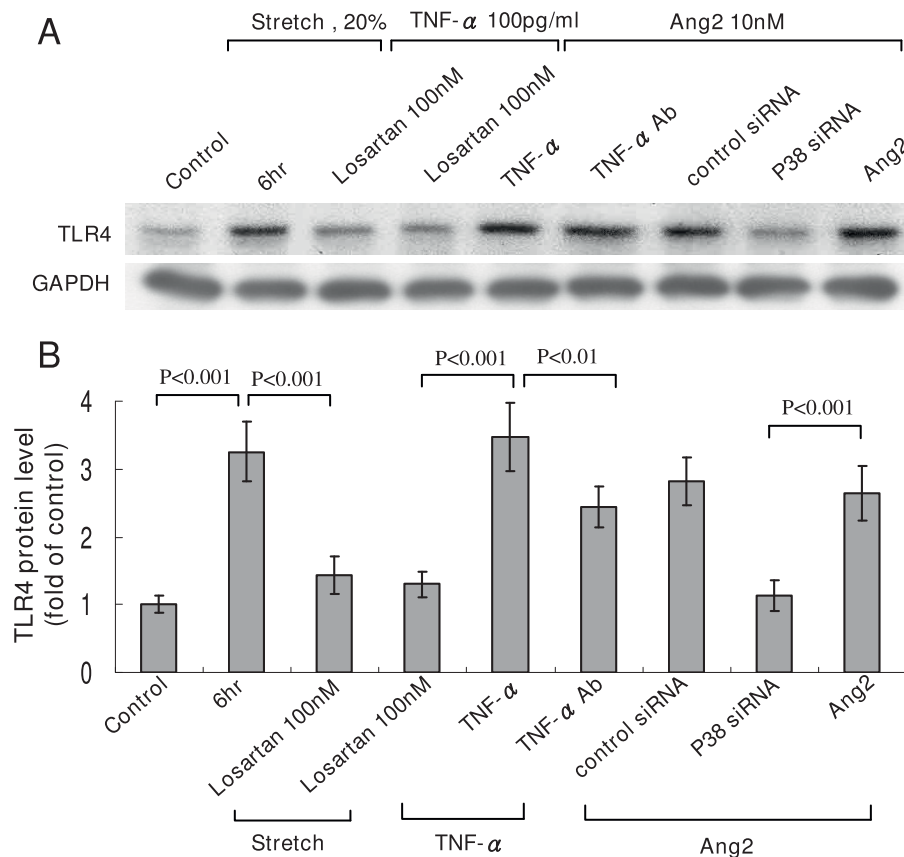 A
Stretch , 20%
TNF-α 100pg/ml
Ang2 10nM
Control
6hr
Losartan 100nM
Losartan 100nM
TNF-α
TNF-α Ab
control siRNA
P38 siRNA
Ang2
TLR4
GAPDH
B
P<0.001
P<0.001
P<0.001
P<0.01
P<0.001
TLR4 protein level
(fold of control)
4
3
2
1
0
Control
6hr
Losartan 100nM
Losartan 100nM
TNF-α
TNF-α Ab
control siRNA
P38 siRNA
Ang2
Stretch
TNF-α
Ang2